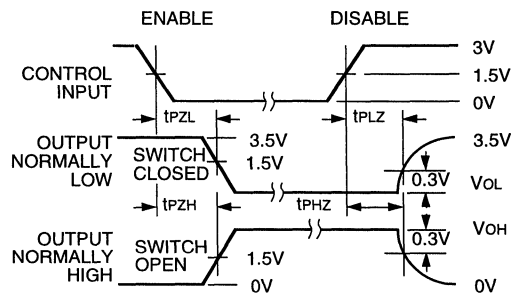 ENABLE DISABLE
3V
CONTROL INPUT 1.5V
0V
tPZL tPLZ
OUTPUT NORMALLY LOW 3.5V 3.5V
SWITCH CLOSED 1.5V
0.3V VOL
tPZH tPHZ
OUTPUT NORMALLY HIGH 0.3V VOH
SWITCH OPEN 1.5V
0V 0V